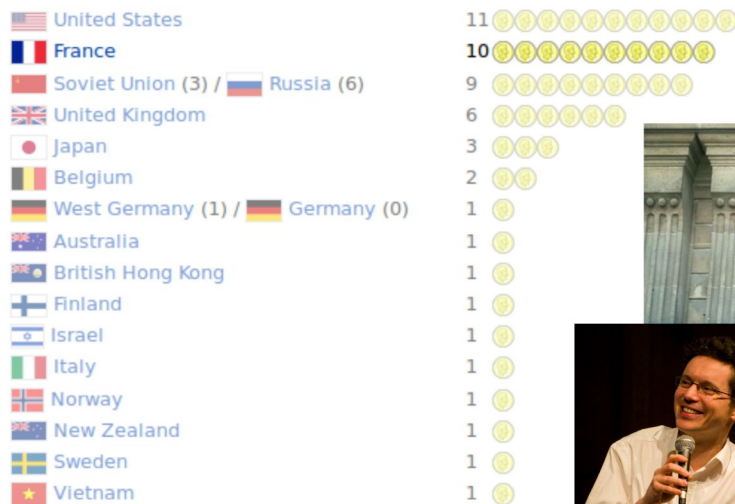 United States 11
France 10
Soviet Union (3) / Russia (6) 9
United Kingdom 6
Japan 3
Belgium 2
West Germany (1) / Germany (0) 1
Australia 1
British Hong Kong 1
Finland 1
Israel 1
Italy 1
Norway 1
New Zealand 1
Sweden 1
Vietnam 1